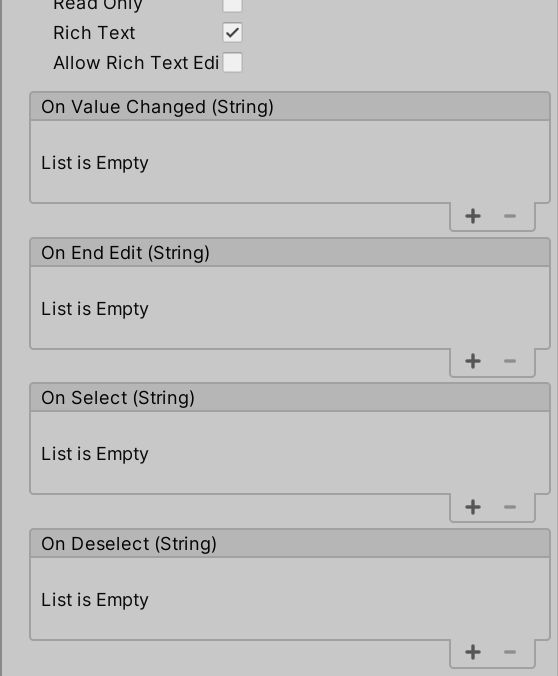 Read Only
Rich Text
Allow Rich Text Edi
On Value Changed (String)
List is Empty
On End Edit (String)
List is Empty
On Select (String)
List is Empty
On Deselect (String)
List is Empty